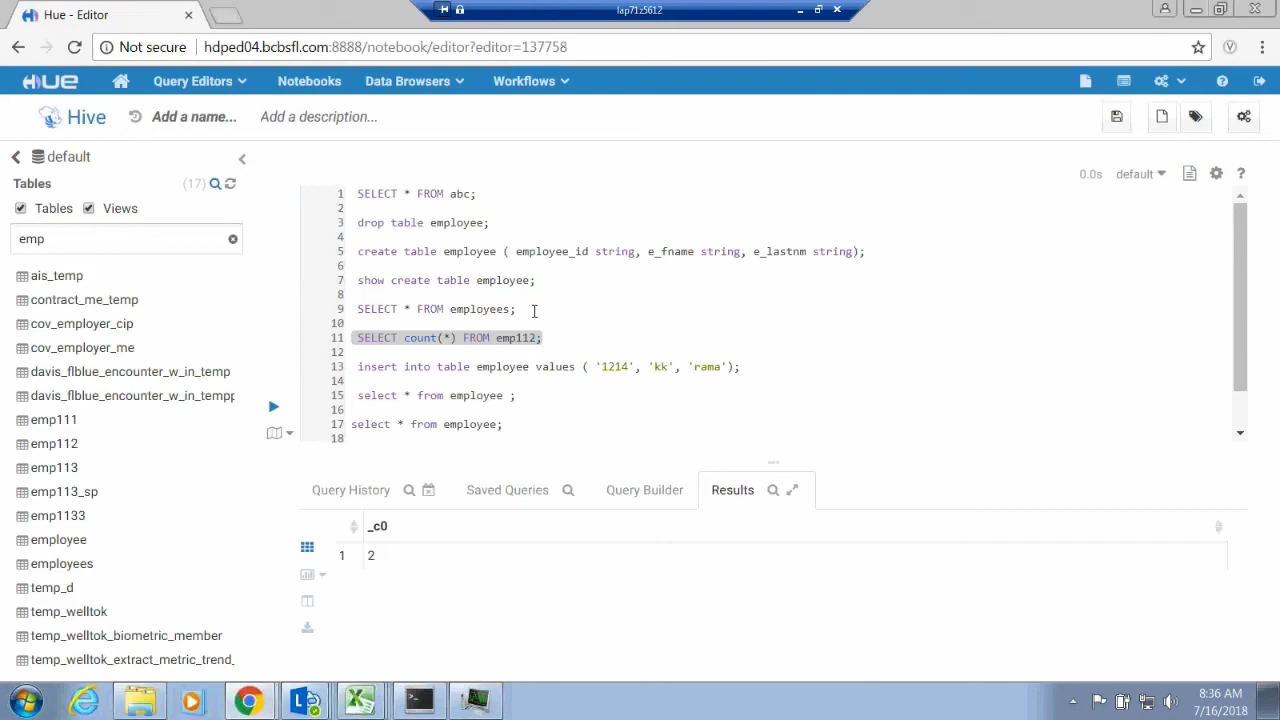 Hue - Editor
lap71z5612
Not secure hdped04.bcbsfl.com:8888/notebook/editor?editor=137758
HUE Query Editors Notebooks Data Browsers Workflows
Hive Add a name... Add a description...
default
Tables (17)
0.0s default
Tables Views
emp
ais_temp
contract_me_temp
cov_employer_cip
cov_employer_me
davis_flblue_encounter_w_in_temp
davis_flblue_encounter_w_in_tempp
emp111
emp112
emp113
emp113_sp
emp1133
employee
employees
temp_d
temp_welltok
temp_welltok_biometric_member
temp_welltok_extract_metric_trend_
1 SELECT * FROM abc;
2
3 drop table employee;
4
5 create table employee ( employee_id string, e_fname string, e_lastnm string);
6
7 show create table employee;
8
9 SELECT * FROM employees;
10
11 SELECT count(*) FROM emp112;
12
13 insert into table employee values ( '1214', 'kk', 'rama');
14
15 select * from employee ;
16
17 select * from employee;
18
Query History Saved Queries Query Builder Results
_c0
1 2
8:36 AM
7/16/2018